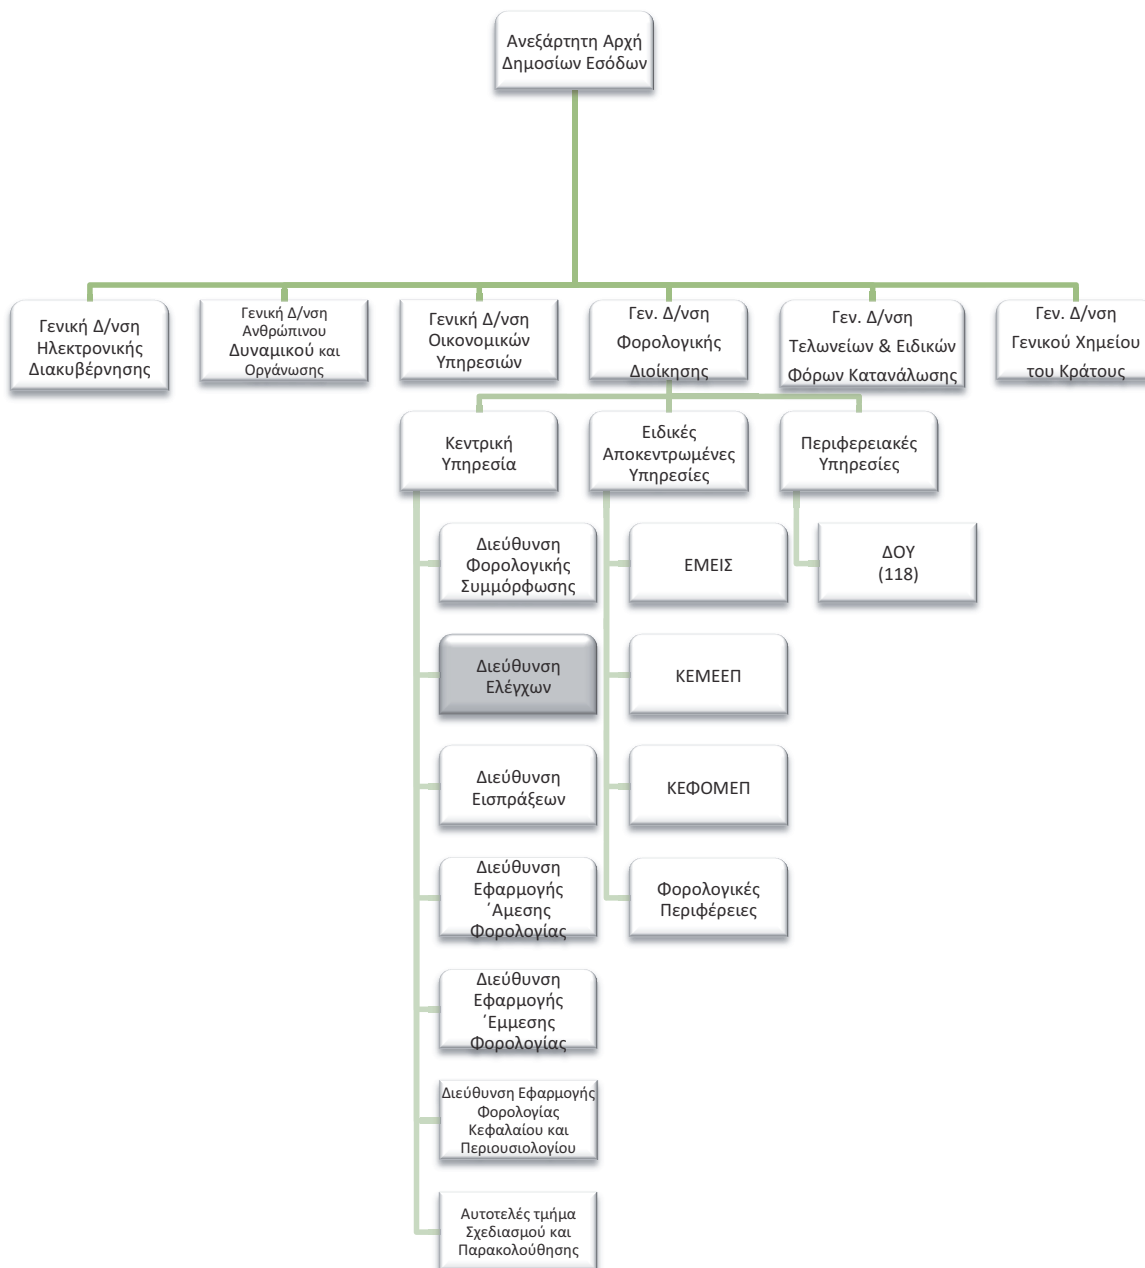 Ανεξάρτητη Αρχή
Δημοσίων Εσόδων
Γενική Δ/νση
Ηλεκτρονικής
Διακυβέρνησης
Γενική Δ/νση
Ανθρώπινου
Δυναμικού και
Οργάνωσης
Γενική Δ/νση
Οικονομικών
Υπηρεσιών
Γεν. Δ/νση
Φορολογικής
Διοίκησης
Γεν. Δ/νση
Τελωνείων & Ειδικών
Φόρων Κατανάλωσης
Γεν. Δ/νση
Γενικού Χημείου
του Κράτους
Κεντρική
Υπηρεσία
Ειδικές
Αποκεντρωμένες
Υπηρεσίες
Περιφερειακές
Υπηρεσίες
Διεύθυνση
Φορολογικής
Συμμόρφωσης
ΕΜΕΙΣ
ΔΟΥ
(118)
Διεύθυνση
Ελέγχων
ΚΕΜΕΕΠ
Διεύθυνση
Εισπράξεων
ΚΕΦΟΜΕΠ
Διεύθυνση
Εφαρμογής
΄Αμεσης
Φορολογίας
Φορολογικές
Περιφέρειες
Διεύθυνση
Εφαρμογής
΄Εμμεσης
Φορολογίας
Διεύθυνση Εφαρμογής
Φορολογίας
Κεφαλαίου και
Περιουσιολογίου
Αυτοτελές τμήμα
Σχεδιασμού και
Παρακολούθησης